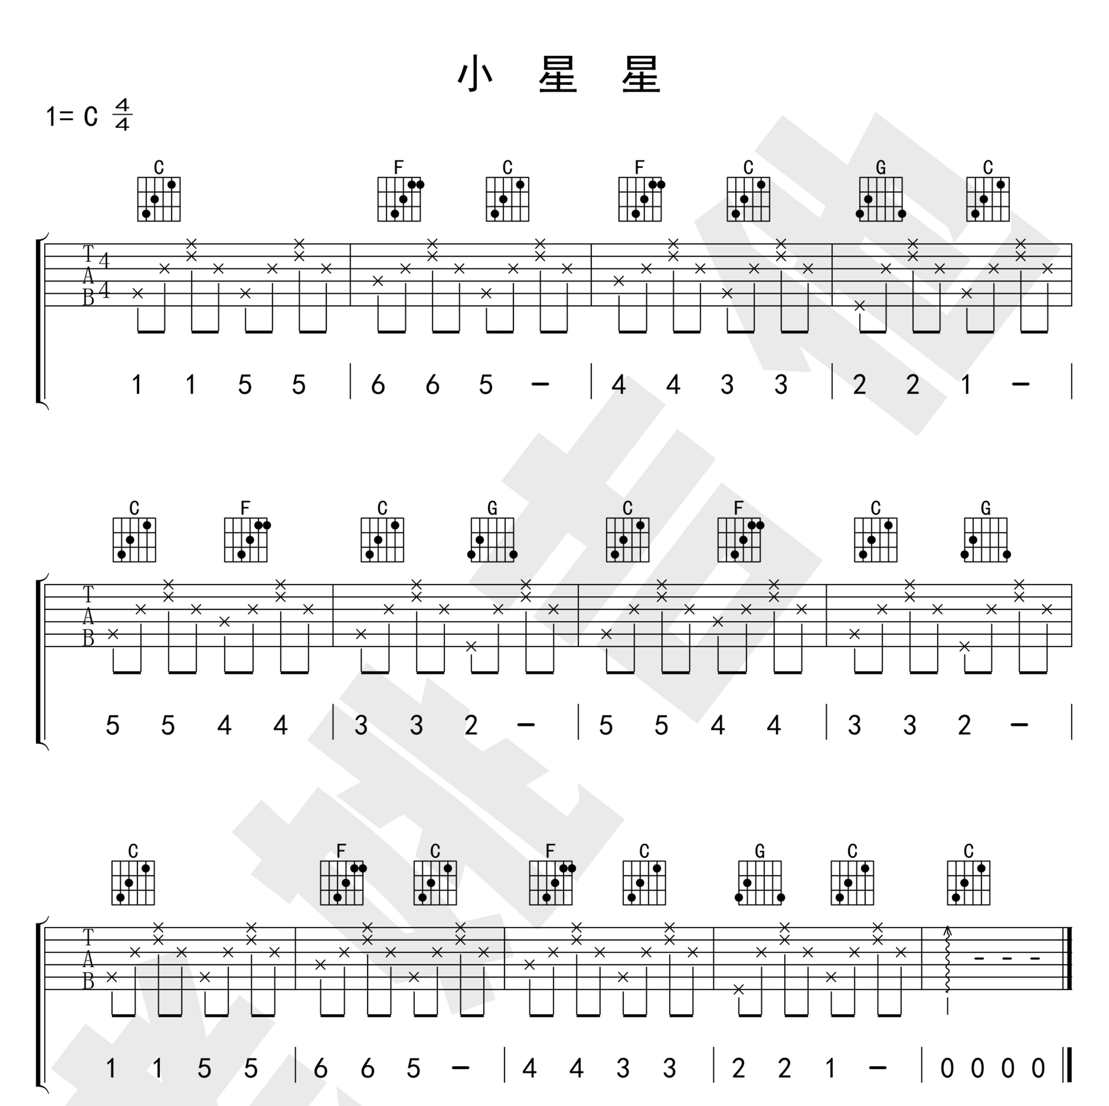 小 星 星
1= C 4/4
C F C F C G C
T A B 4 4
1 1 5 5 | 6 6 5 – | 4 4 3 3 | 2 2 1 – |
C F C G C F C G
T A B
5 5 4 4 | 3 3 2 – | 5 5 4 4 | 3 3 2 – |
C F C F C G C C
T A B
1 1 5 5 | 6 6 5 – | 4 4 3 3 | 2 2 1 – | 0 0 0 0